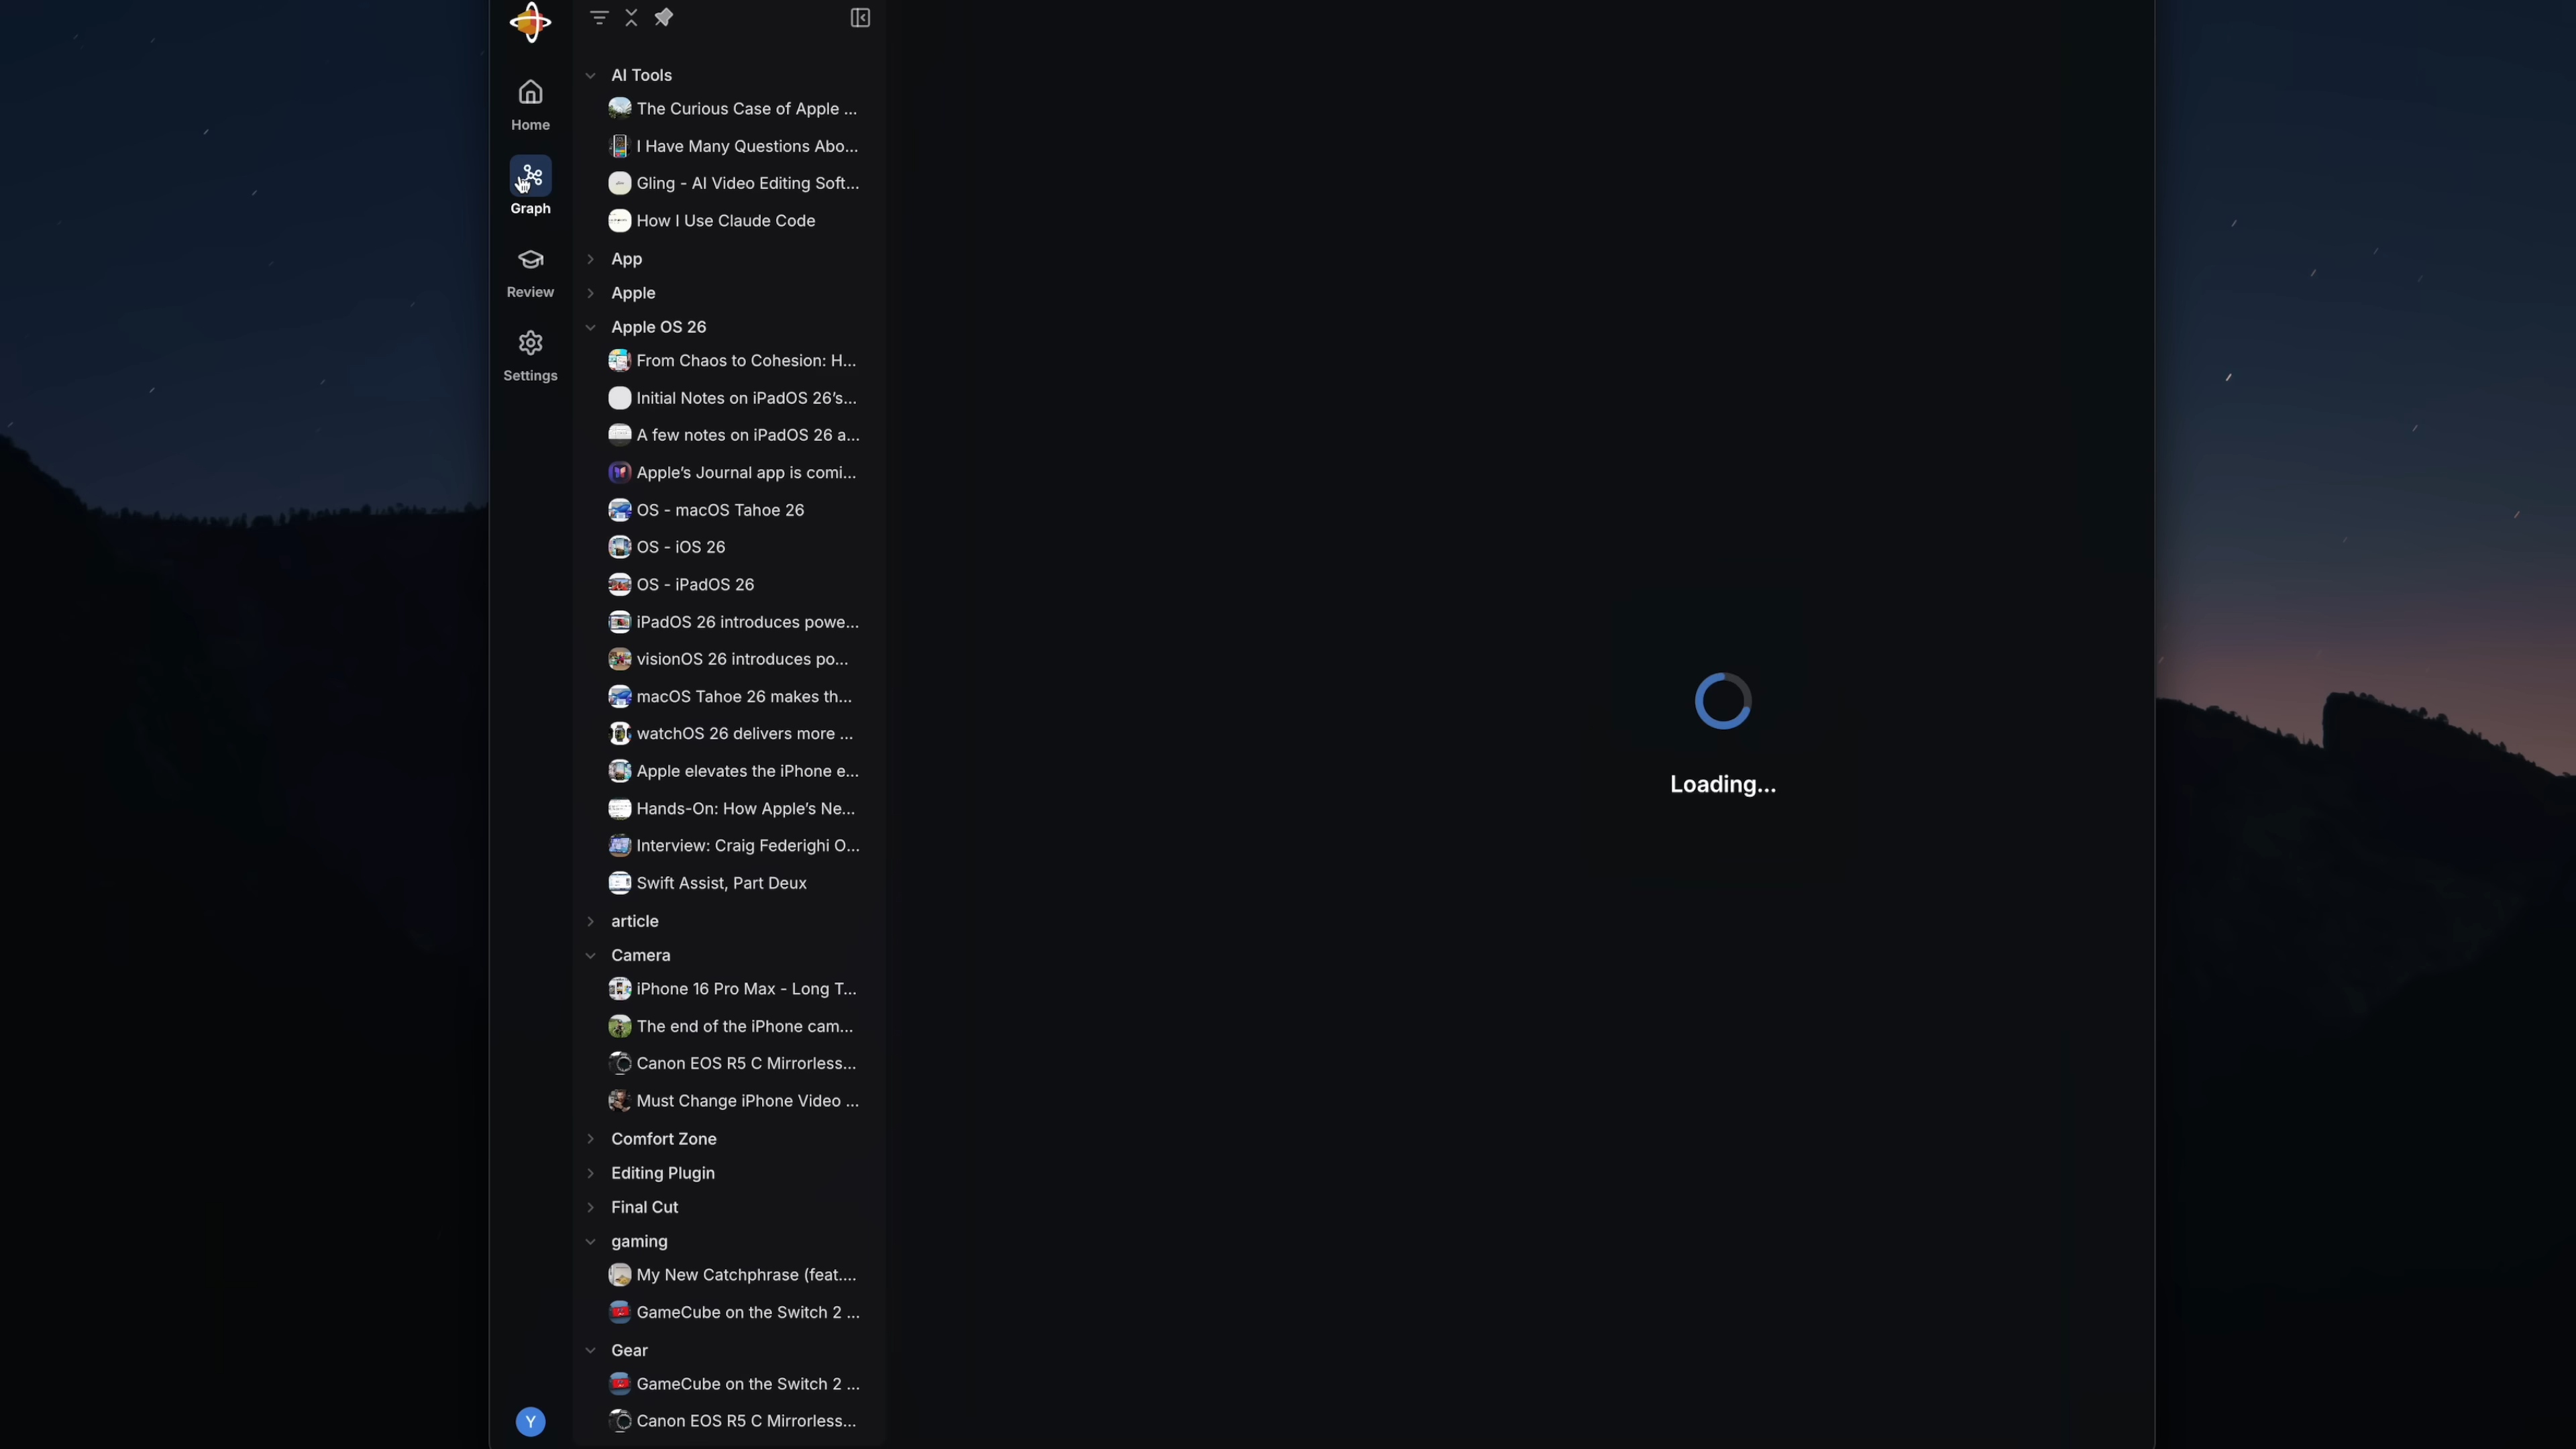 Home
Graph
Review
Settings
Y
AI Tools
The Curious Case of Apple ...
I Have Many Questions Abo...
Gling - AI Video Editing Soft...
How I Use Claude Code
App
Apple
Apple OS 26
From Chaos to Cohesion: H...
Initial Notes on iPadOS 26’s...
A few notes on iPadOS 26 a...
Apple’s Journal app is comi...
OS - macOS Tahoe 26
OS - iOS 26
OS - iPadOS 26
iPadOS 26 introduces powe...
visionOS 26 introduces po...
macOS Tahoe 26 makes th...
watchOS 26 delivers more ...
Apple elevates the iPhone e...
Hands-On: How Apple’s Ne...
Interview: Craig Federighi O...
Swift Assist, Part Deux
article
Camera
iPhone 16 Pro Max - Long T...
The end of the iPhone cam...
Canon EOS R5 C Mirrorless...
Must Change iPhone Video ...
Comfort Zone
Editing Plugin
Final Cut
gaming
My New Catchphrase (feat....
GameCube on the Switch 2 ...
Gear
GameCube on the Switch 2 ...
Canon EOS R5 C Mirrorless...
Loading...